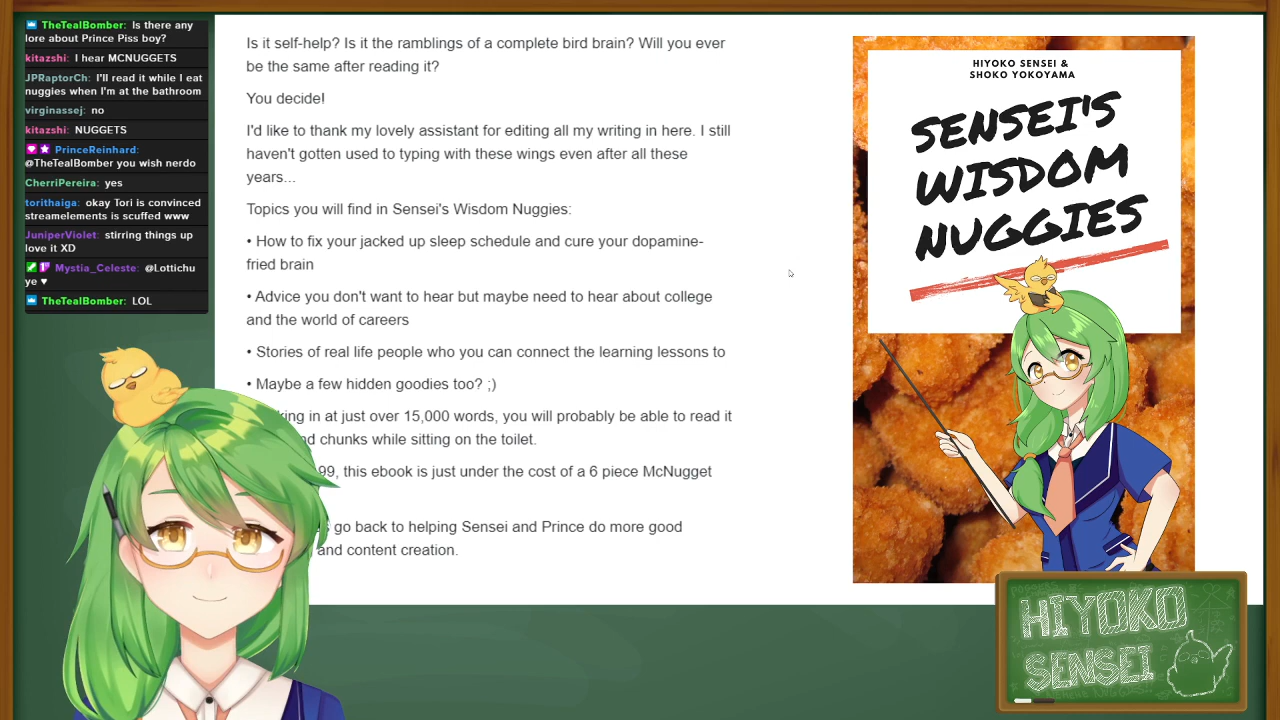 TheTealBomber: Is there any
lore about Prince Piss boy?
kitazshi: I hear MCNUGGETS
JPRaptorCh: I'll read it while I eat
nuggies when I'm at the bathroom
virginassej: no
kitazshi: NUGGETS
PrinceReinhard:
@TheTealBomber you wish nerdo
CherriPereira: yes
torithaiga: okay Tori is convinced
streamelements is scuffed www
JuniperViolet: stirring things up
love it XD
Mystia_Celeste: @Lottichu
ye ♥
TheTealBomber: LOL
Is it self-help? Is it the ramblings of a complete bird brain? Will you ever
be the same after reading it?
You decide!
I'd like to thank my lovely assistant for editing all my writing in here. I still
haven't gotten used to typing with these wings even after all these
years...
Topics you will find in Sensei's Wisdom Nuggies:
• How to fix your jacked up sleep schedule and cure your dopamine-
fried brain
• Advice you don't want to hear but maybe need to hear about college
and the world of careers
• Stories of real life people who you can connect the learning lessons to
• Maybe a few hidden goodies too? ;)
king in at just over 15,000 words, you will probably be able to read it
nd chunks while sitting on the toilet.
99, this ebook is just under the cost of a 6 piece McNugget
go back to helping Sensei and Prince do more good
and content creation.
HIYOKO SENSEI &
SHOKO YOKOYAMA
SENSEI'S
WISDOM
NUGGIES
HIYOKO
SENSEI